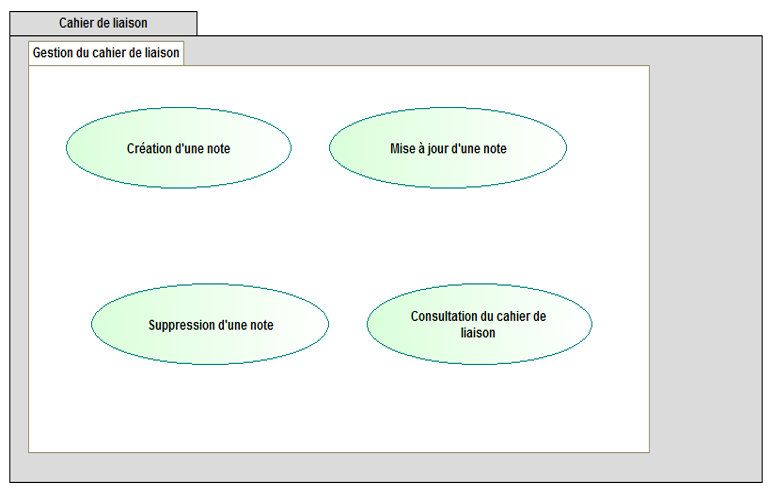 Cahier de liaison
Gestion du cahier de liaison
Création d'une note
Mise à jour d'une note
Suppression d'une note
Consultation du cahier de
liaison